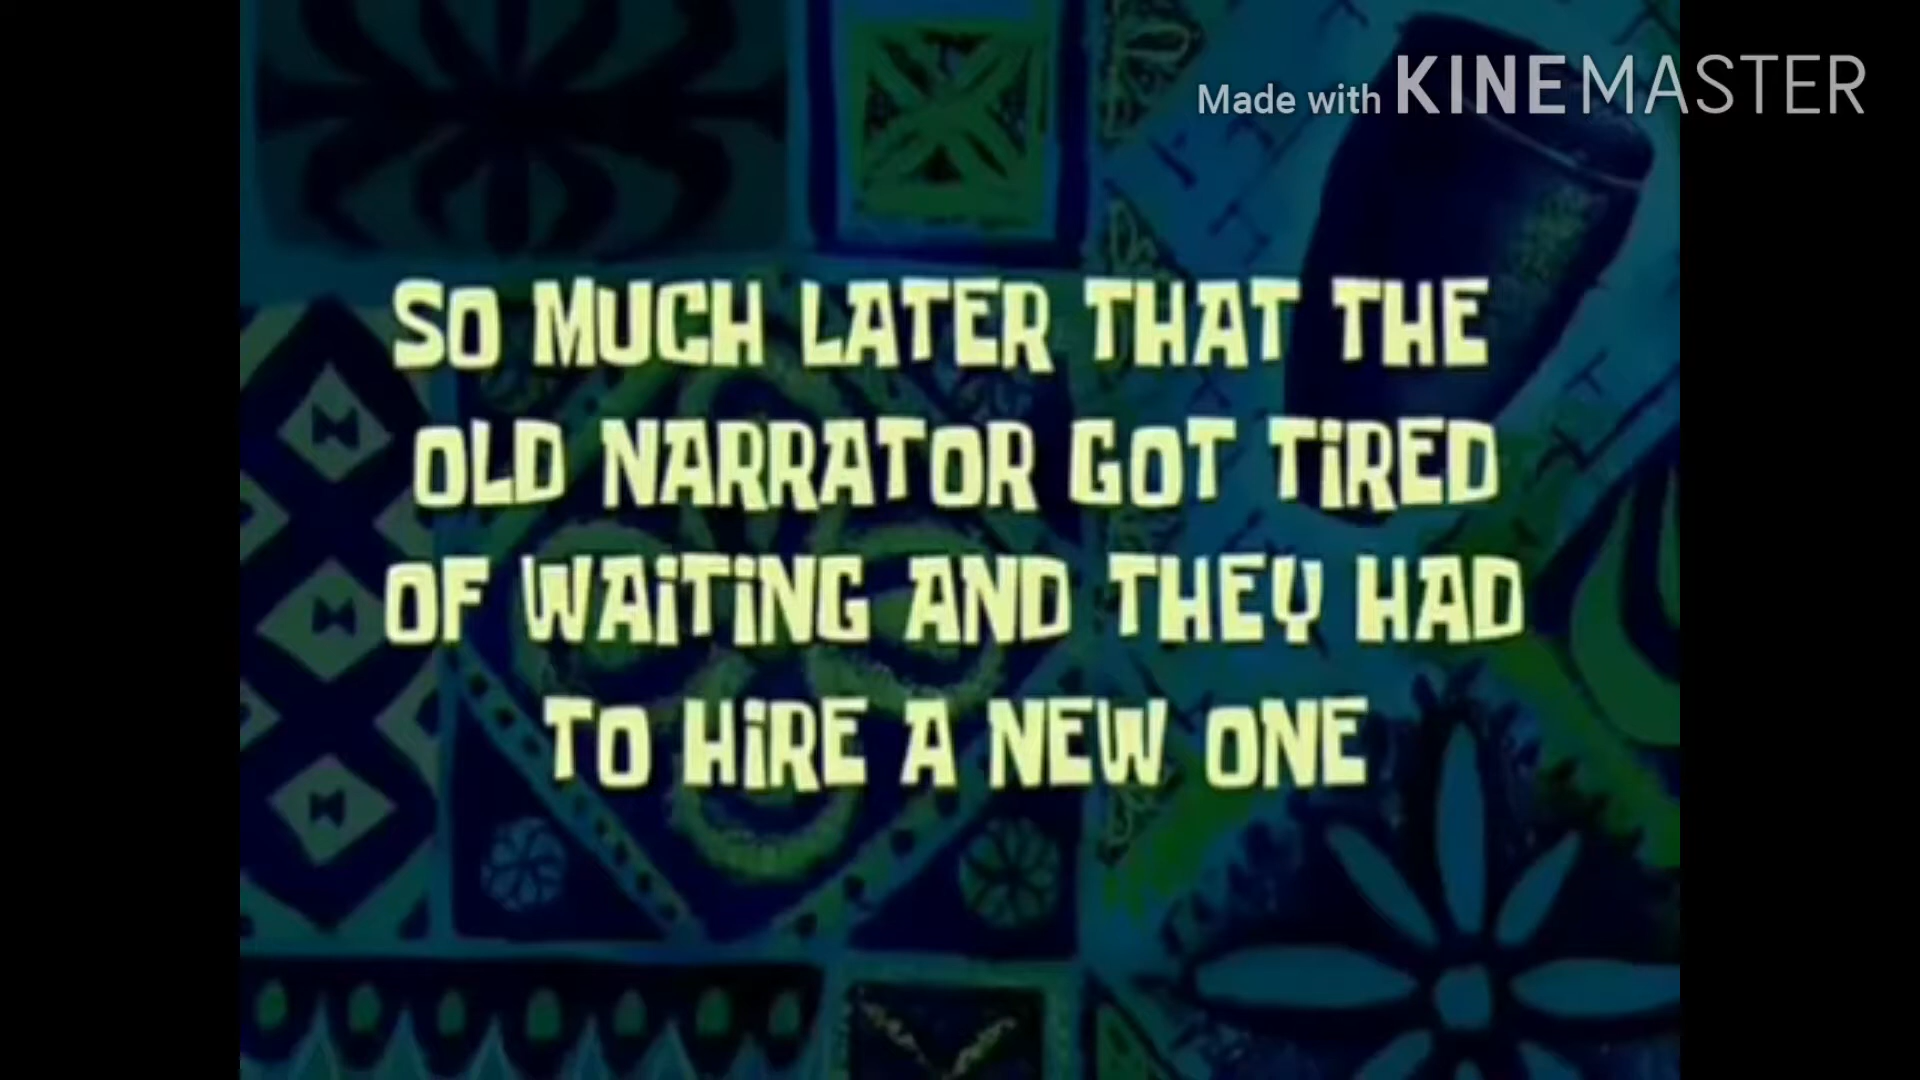 Made with KINEMASTER
SO MUCH LATER THAT THE
OLD NARRATOR GOT TiRED
OF WAiTiNG AND THEY HAD
TO HiRE A NEW ONE